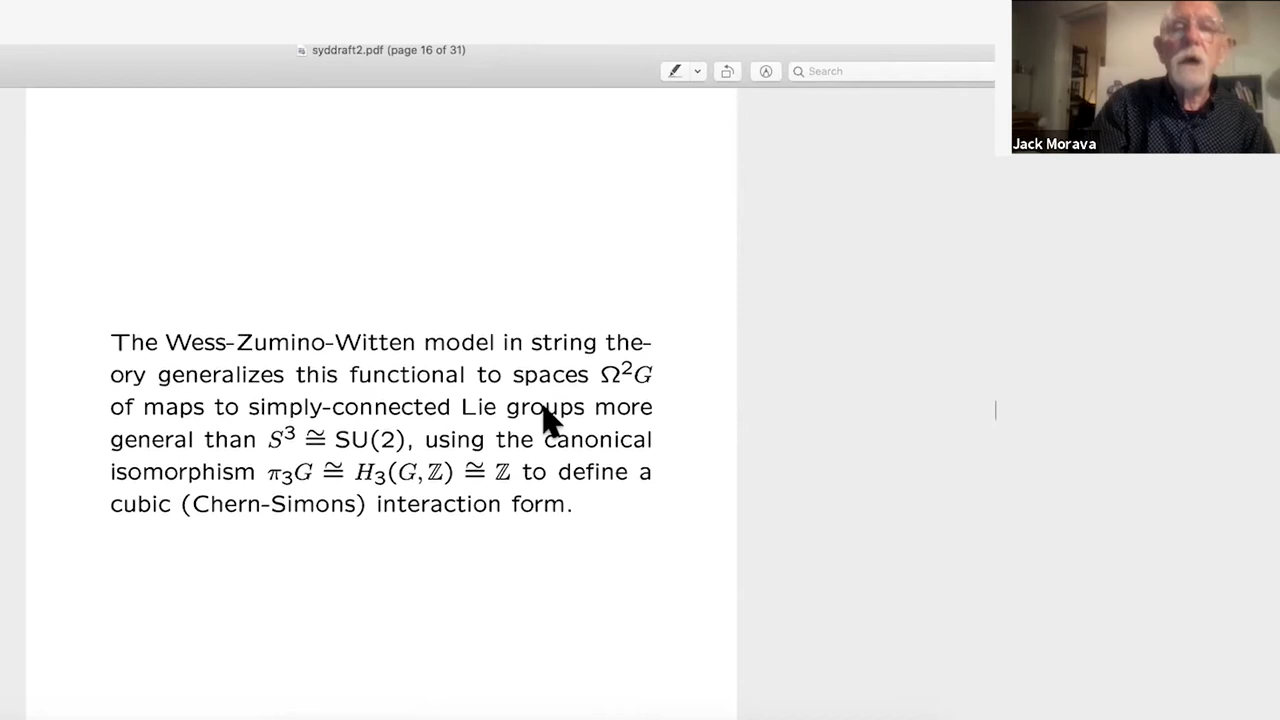 syddraft2.pdf (page 16 of 31)
Search
Jack Morava
The Wess-Zumino-Witten model in string the-
ory generalizes this functional to spaces Ω²G
of maps to simply-connected Lie groups more
general than S³ ≅ SU(2), using the canonical
isomorphism π₃G ≅ H₃(G, ℤ) ≅ ℤ to define a
cubic (Chern-Simons) interaction form.